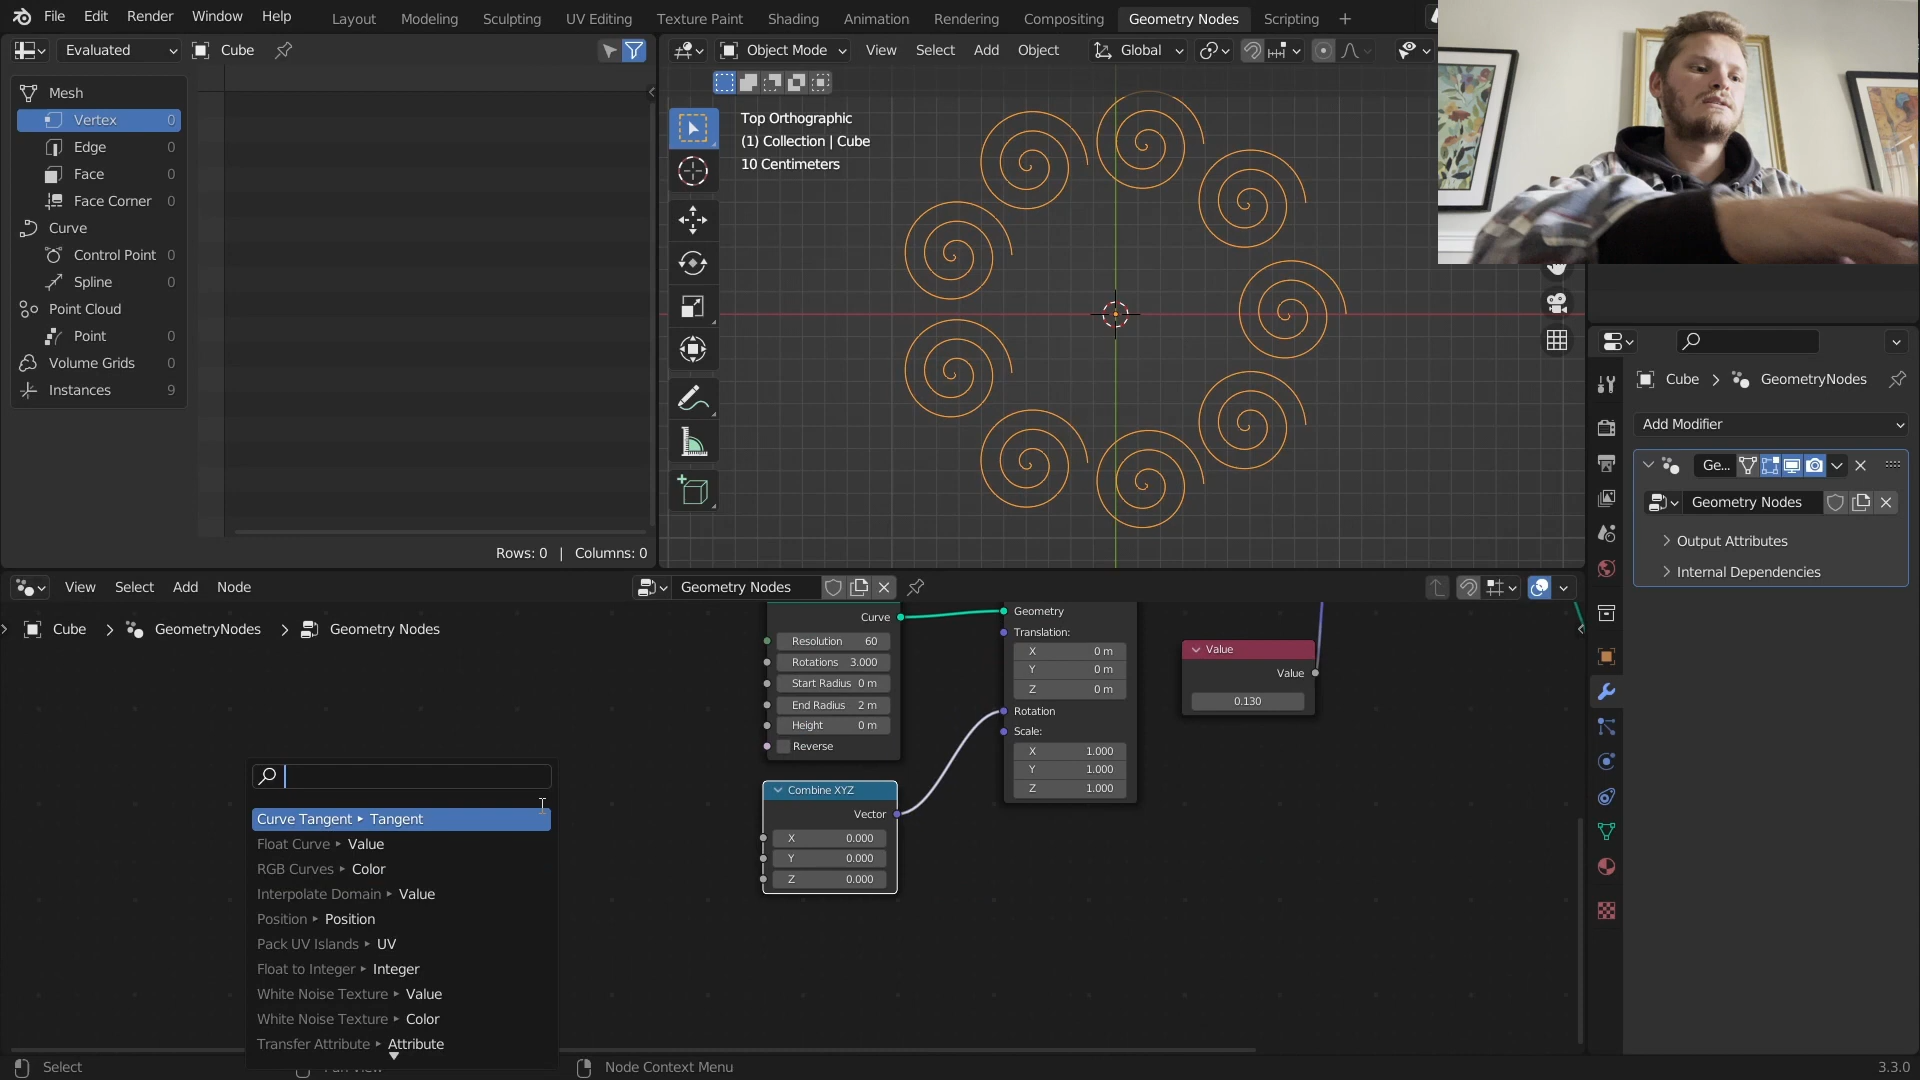 File Edit Render Window Help
Layout Modeling Sculpting UV Editing Texture Paint Shading Animation Rendering Compositing Geometry Nodes Scripting +
Evaluated Cube
Object Mode View Select Add Object Global
Mesh
Vertex 0
Edge 0
Face 0
Face Corner 0
Curve
Control Point 0
Spline 0
Point Cloud
Point 0
Volume Grids
Instances 9
Rows: 0 | Columns: 0
Top Orthographic
(1) Collection | Cube
10 Centimeters
Cube > GeometryNodes
Add Modifier
Ge...
Geometry Nodes
Output Attributes
Internal Dependencies
View Select Add Node
Geometry Nodes
Cube > GeometryNodes > Geometry Nodes
Curve
Resolution 60
Rotations 3.000
Start Radius 0 m
End Radius 2 m
Height 0 m
Reverse
Geometry
Translation:
X 0 m
Y 0 m
Z 0 m
Rotation
Scale:
X 1.000
Y 1.000
Z 1.000
Value
Value
0.130
Combine XYZ
Vector
X 0.000
Y 0.000
Z 0.000
Curve Tangent ▸ Tangent
Float Curve ▸ Value
RGB Curves ▸ Color
Interpolate Domain ▸ Value
Position ▸ Position
Pack UV Islands ▸ UV
Float to Integer ▸ Integer
White Noise Texture ▸ Value
White Noise Texture ▸ Color
Transfer Attribute ▸ Attribute
Select
Node Context Menu
3.3.0